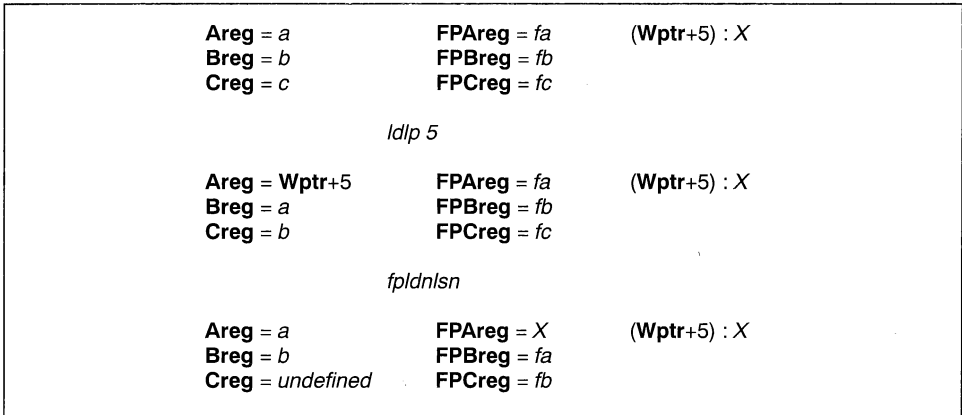 Areg = a FPAreg = fa (Wptr+5) : X
Breg = b FPBreg = fb
Creg = c FPCreg = fc
ldlp 5
Areg = Wptr+5 FPAreg = fa (Wptr+5) : X
Breg = a FPBreg = fb
Creg = b FPCreg = fc
fpldnlsn
Areg = a FPAreg = X (Wptr+5) : X
Breg = b FPBreg = fa
Creg = undefined FPCreg = fb